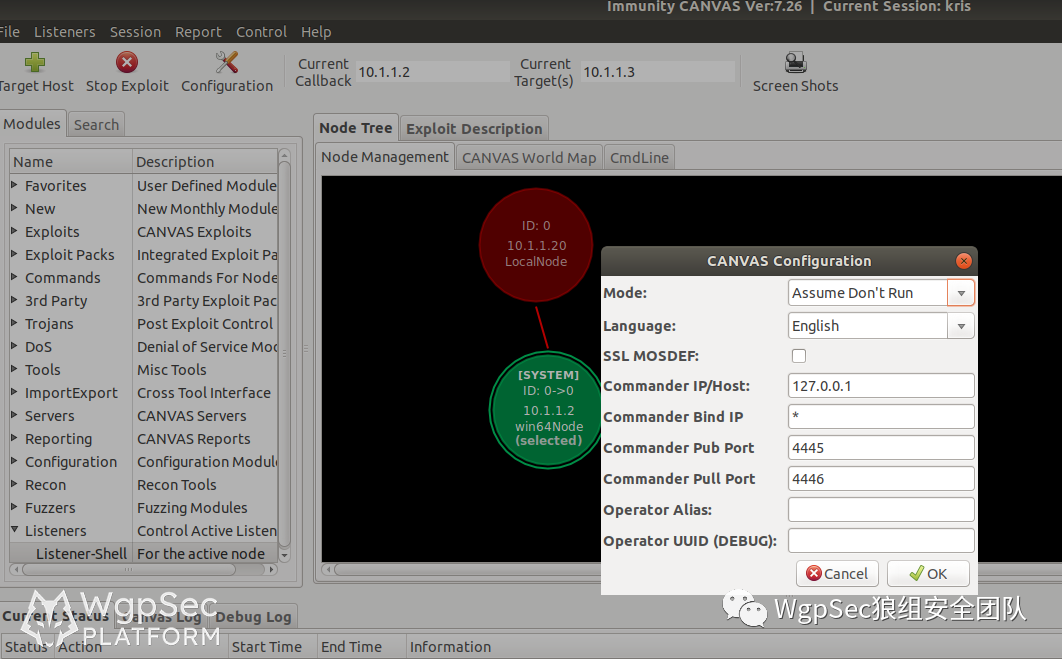 Immunity CANVAS Ver:7.26 | Current Session: kris
File Listeners Session Report Control Help
Target Host Stop Exploit Configuration Current Callback 10.1.1.2 Current Target(s) 10.1.1.3 Screen Shots
Modules Search
Name Description
Favorites User Defined Module
New New Monthly Module
Exploits CANVAS Exploits
Exploit Packs Integrated Exploit Pa
Commands Commands For Node
3rd Party 3rd Party Exploit Pac
Trojans Post Exploit Control
DoS Denial of Service Mod
Tools Misc Tools
ImportExport Cross Tool Interface
Servers CANVAS Servers
Reporting CANVAS Reports
Configuration Configuration Module
Recon Recon Tools
Fuzzers Fuzzing Modules
Listeners Control Active Listen
Listener-Shell For the active node
Node Tree Exploit Description
Node Management CANVAS World Map CmdLine
ID: 0
10.1.1.20
LocalNode
[SYSTEM]
ID: 0->0
10.1.1.2
win64Node
(selected)
CANVAS Configuration
Mode: Assume Don't Run
Language: English
SSL MOSDEF:
Commander IP/Host: 127.0.0.1
Commander Bind IP *
Commander Pub Port 4445
Commander Pull Port 4446
Operator Alias:
Operator UUID (DEBUG):
Cancel OK
Current Status Canvas Log Debug Log
Status Action Start Time End Time Information
WgpSec
PLATFORM
WgpSec狼组安全团队